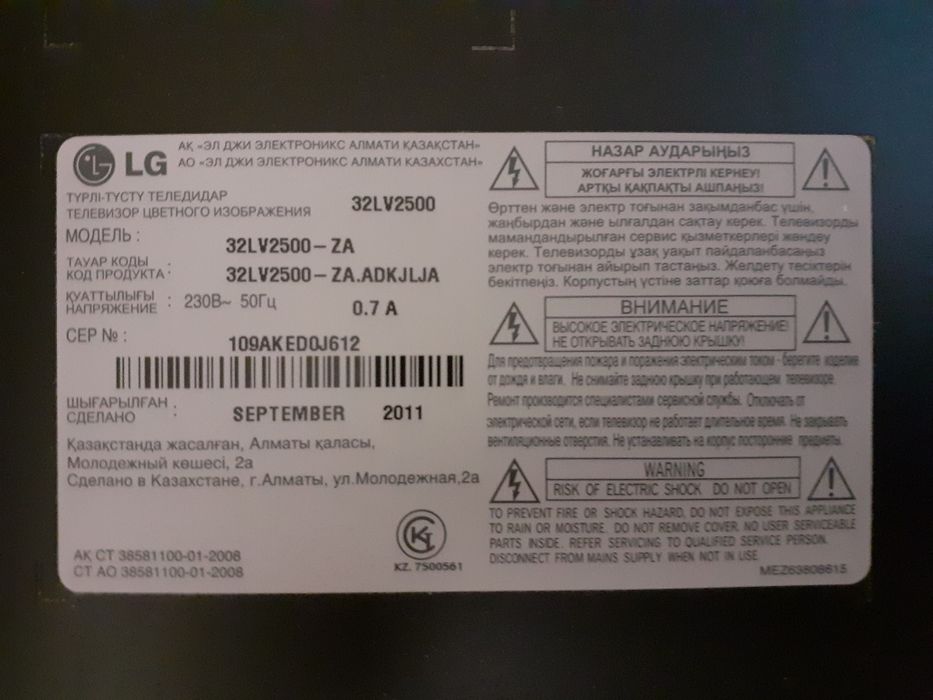 LG
АҚ «ЭЛ ДЖИ ЭЛЕКТРОНИКС АЛМАТИ ҚАЗАҚСТАН»
АО «ЭЛ ДЖИ ЭЛЕКТРОНИКС АЛМАТИ КАЗАХСТАН»
ТҮРЛІ-ТҮСТҮ ТЕЛЕДИДАР
ТЕЛЕВИЗОР ЦВЕТНОГО ИЗОБРАЖЕНИЯ 32LV2500
МОДЕЛЬ : 32LV2500-ZA
ТАУАР КОДЫ
КОД ПРОДУКТА : 32LV2500-ZA.ADKJLJA
ҚУАТТЫЛЫҒЫ
НАПРЯЖЕНИЕ : 230В~ 50Гц 0.7 А
СЕР № : 109AKED0J612
ШЫҒАРЫЛҒАН
СДЕЛАНО : SEPTEMBER 2011
Қазақстанда жасалған, Алматы қаласы,
Молодежный көшесі, 2а
Сделано в Казахстане, г.Алматы, ул.Молодежная,2а
АҚ СТ 38581100-01-2008
СТ АО 38581100-01-2008
KZ. 7500561
НАЗАР АУДАРЫҢЫЗ
ЖОҒАРҒЫ ЭЛЕКТРЛІ КЕРНЕУ!
АРТҚЫ ҚАҚПАҚТЫ АШПАҢЫЗ!
Өрттен және электр тоғынан зақымданбас үшін,
жаңбырдан және ылғалдан сақтау керек. Телевизорды
мамандандырылған сервис қызметкерлері жөндеу
керек. Телевизорды ұзақ уақыт пайдаланбасаңыз
электр тоғынан айырып тастаңыз. Желдету тесіктерін
бекітпеңіз. Корпустың үстіне заттар қоюға болмайды.
ВНИМАНИЕ
ВЫСОКОЕ ЭЛЕКТРИЧЕСКОЕ НАПРЯЖЕНИЕ!
НЕ ОТКРЫВАТЬ ЗАДНЮЮ КРЫШКУ!
Для предотвращения пожара и поражения электрическим током - берегите изделие
от дождя и влаги. Не снимайте заднюю крышку при работающем телевизоре.
Ремонт производится специалистами сервисной службы. Отключать от
электрической сети, если телевизор не работает длительное время. Не закрывать
вентиляционные отверстия. Не устанавливать на корпус посторонние предметы.
WARNING
RISK OF ELECTRIC SHOCK DO NOT OPEN
TO PREVENT FIRE OR SHOCK HAZARD. DO NOT EXPOSE THIS APPLIANCE
TO RAIN OR MOISTURE. DO NOT REMOVE COVER. NO USER SERVICEABLE
PARTS INSIDE. REFER SERVICING TO QUALIFIED SERVICE PERSON.
DISCONNECT FROM MAINS SUPPLY WHEN NOT IN USE.
MEZ63808615